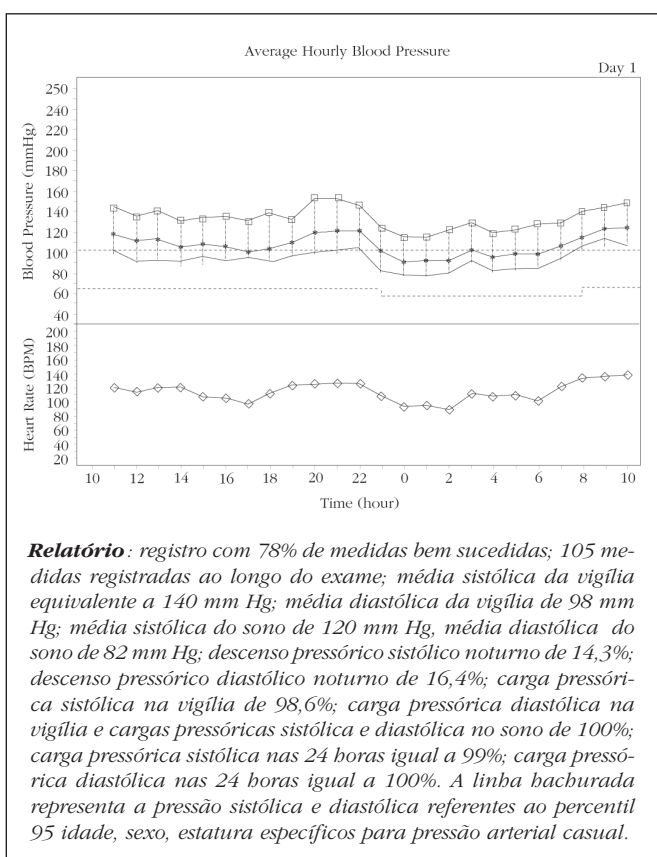 Average Hourly Blood Pressure
Day 1
Blood Pressure (mmHg)
250
240
220
200
180
160
140
120
100
80
60
40
Heart Rate (BPM)
200
180
160
140
120
100
80
60
40
20
10 12 14 16 18 20 22 0 2 4 6 8 10
Time (hour)
Relatório: registro com 78% de medidas bem sucedidas; 105 me-
didas registradas ao longo do exame; média sistólica da vigília
equivalente a 140 mm Hg; média diastólica da vigília de 98 mm
Hg; média sistólica do sono de 120 mm Hg, média diastólica do
sono de 82 mm Hg; descenso pressórico sistólico noturno de 14,3%;
descenso pressórico diastólico noturno de 16,4%; carga pressóri-
ca sistólica na vigília de 98,6%; carga pressórica diastólica na
vigília e cargas pressóricas sistólica e diastólica no sono de 100%;
carga pressórica sistólica nas 24 horas igual a 99%; carga pressó-
rica diastólica nas 24 horas igual a 100%. A linha hachurada
representa a pressão sistólica e diastólica referentes ao percentil
95 idade, sexo, estatura específicos para pressão arterial casual.